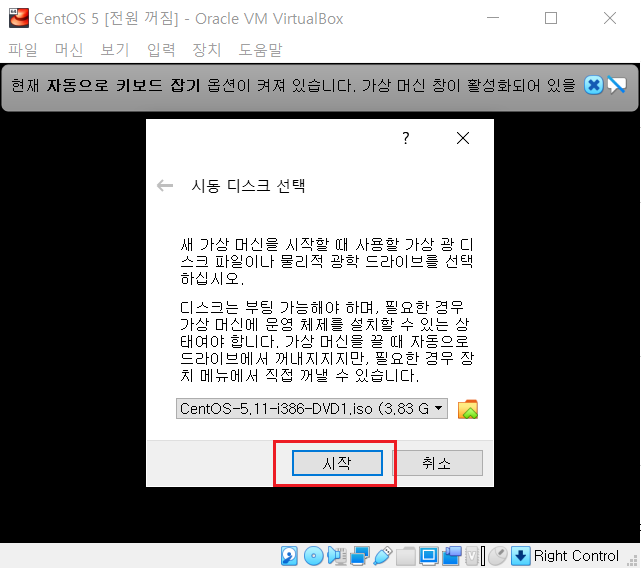 CentOS 5 [전원 꺼짐] - Oracle VM VirtualBox
파일 머신 보기 입력 장치 도움말
현재 자동으로 키보드 잡기 옵션이 켜져 있습니다. 가상 머신 창이 활성화되어 있을
?
시동 디스크 선택
새 가상 머신을 시작할 때 사용할 가상 광 디
스크 파일이나 물리적 광학 드라이브를 선택
하십시오.
디스크는 부팅 가능해야 하며, 필요한 경우
가상 머신에 운영 체제를 설치할 수 있는 상
태여야 합니다. 가상 머신을 끌 때 자동으로
드라이브에서 꺼내지지지만, 필요한 경우 장
치 메뉴에서 직접 꺼낼 수 있습니다.
CentOS-5.11-i386-DVD1.iso (3.83 G
시작 취소
Right Control